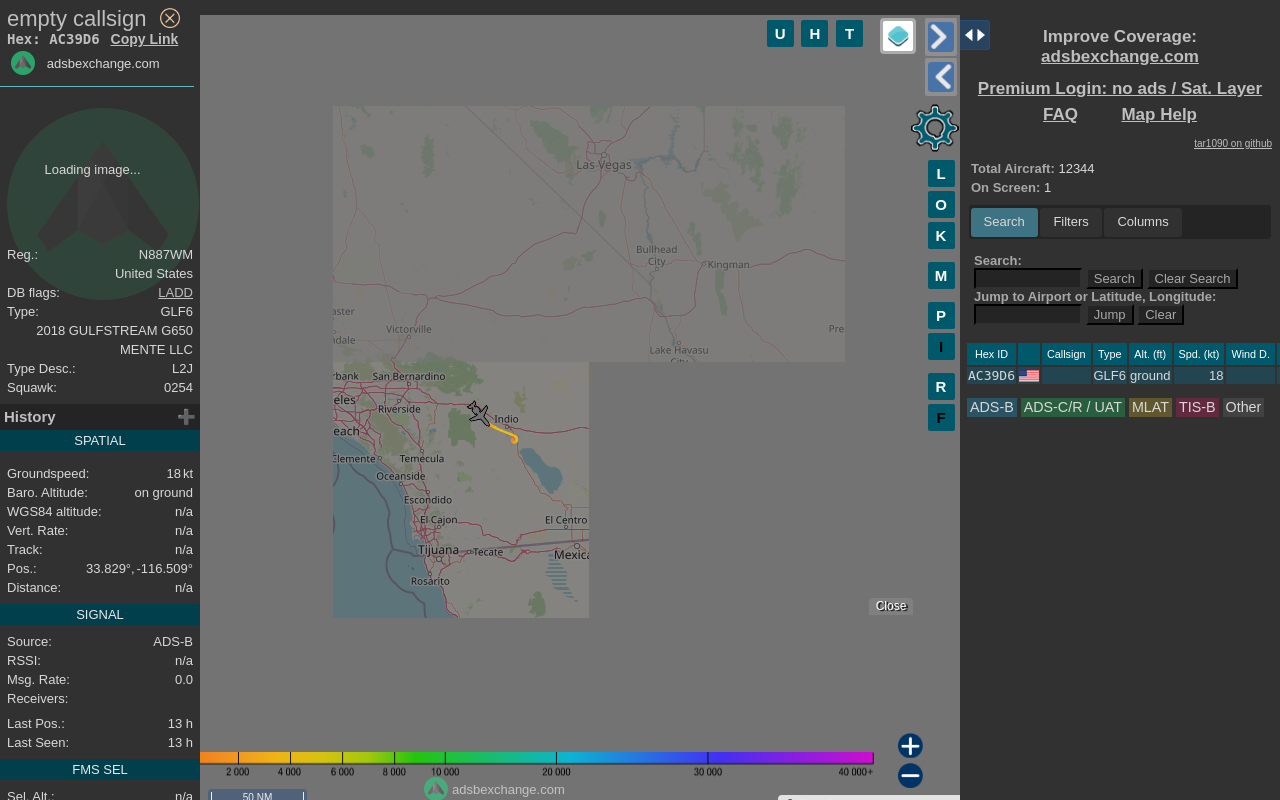 empty callsign
Hex: AC39D6 Copy Link
adsbexchange.com
Loading image...
Reg.: N887WM
United States
DB flags: LADD
Type: GLF6
2018 GULFSTREAM G650
MENTE LLC
Type Desc.: L2J
Squawk: 0254
History
SPATIAL
Groundspeed: 18 kt
Baro. Altitude: on ground
WGS84 altitude: n/a
Vert. Rate: n/a
Track: n/a
Pos.: 33.829°, -116.509°
Distance: n/a
SIGNAL
Source: ADS-B
RSSI: n/a
Msg. Rate: 0.0
Receivers:
Last Pos.: 13 h
Last Seen: 13 h
FMS SEL
Sel. Alt.: n/a
U H T
L
O
K
M
P
I
R
F
Las Vegas
Bullhead
City
Kingman
aster
Victorville
dale
Pre
Lake Havasu
City
rbank
San Bernardino
eles
Riverside
Indio
each
Clemente
Temecula
Oceanside
Escondido
El Cajon
El Centro
Tijuana
Tecate
Mexica
Rosarito
Close
2 000 4 000 6 000 8 000 10 000 20 000 30 000 40 000+
adsbexchange.com
50 NM
Improve Coverage:
adsbexchange.com
Premium Login: no ads / Sat. Layer
FAQ Map Help
tar1090 on github
Total Aircraft: 12344
On Screen: 1
Search Filters Columns
Search:
Search Clear Search
Jump to Airport or Latitude, Longitude:
Jump Clear
Hex ID Callsign Type Alt. (ft) Spd. (kt) Wind D.
AC39D6 GLF6 ground 18
ADS-B ADS-C/R / UAT MLAT TIS-B Other